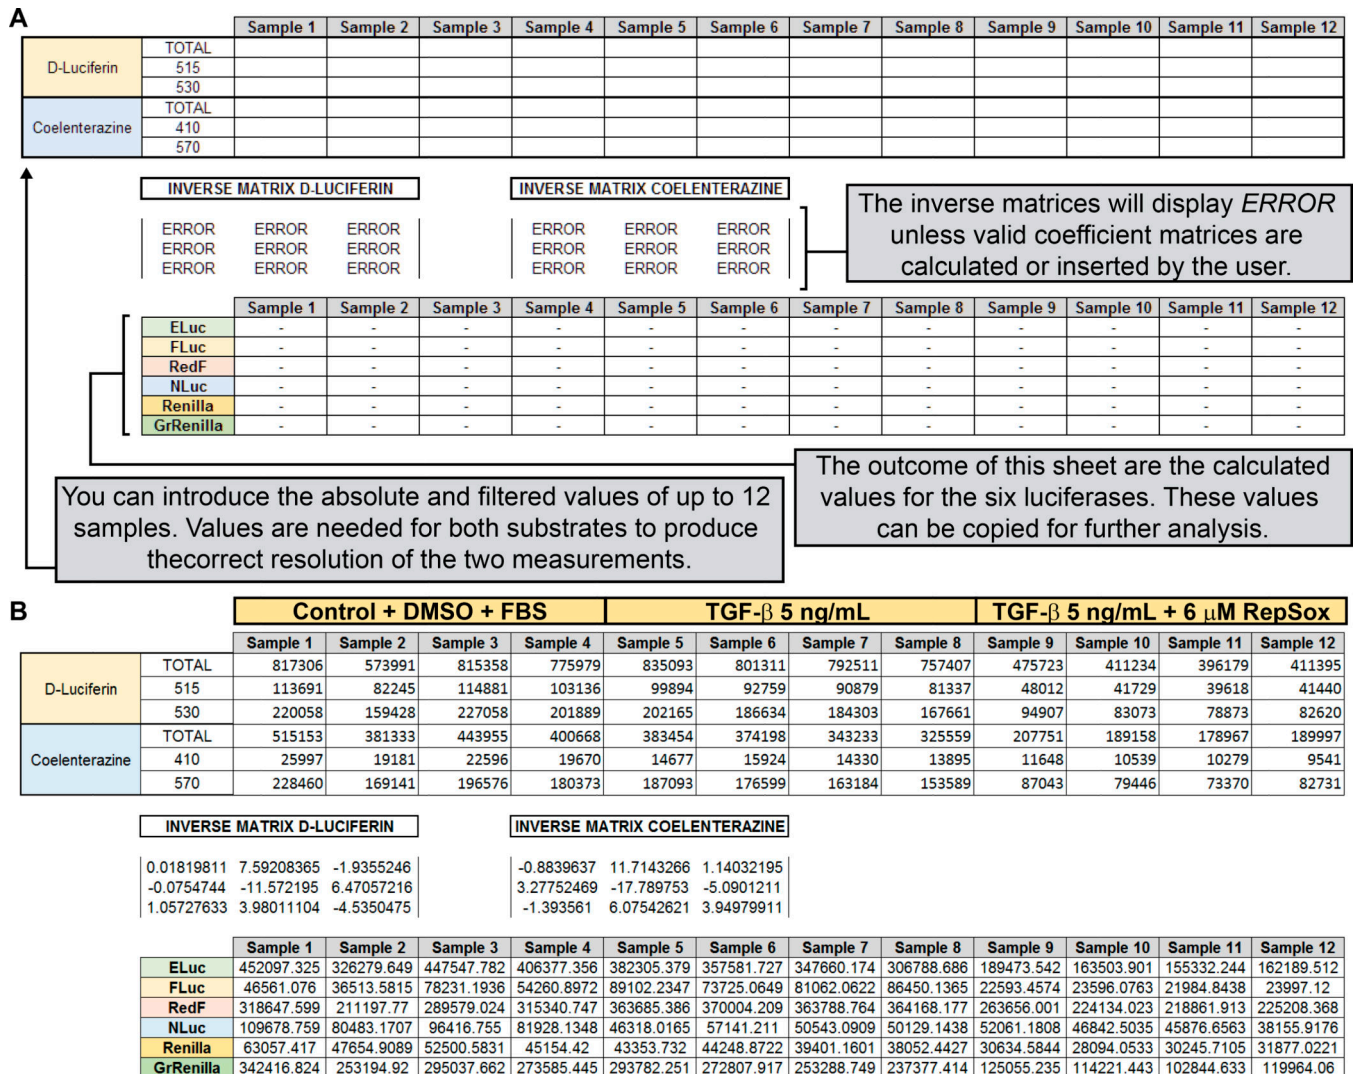 A
Sample 1 Sample 2 Sample 3 Sample 4 Sample 5 Sample 6 Sample 7 Sample 8 Sample 9 Sample 10 Sample 11 Sample 12
D-Luciferin
TOTAL
515
530
Coelenterazine
TOTAL
410
570
INVERSE MATRIX D-LUCIFERIN INVERSE MATRIX COELENTERAZINE
ERROR ERROR ERROR ERROR ERROR ERROR
ERROR ERROR ERROR ERROR ERROR ERROR
ERROR ERROR ERROR ERROR ERROR ERROR
The inverse matrices will display ERROR
unless valid coefficient matrices are
calculated or inserted by the user.
Sample 1 Sample 2 Sample 3 Sample 4 Sample 5 Sample 6 Sample 7 Sample 8 Sample 9 Sample 10 Sample 11 Sample 12
ELuc - - - - - - - - - - - -
FLuc - - - - - - - - - - - -
RedF - - - - - - - - - - - -
NLuc - - - - - - - - - - - -
Renilla - - - - - - - - - - - -
GrRenilla - - - - - - - - - - - -
You can introduce the absolute and filtered values of up to 12
samples. Values are needed for both substrates to produce
thecorrect resolution of the two measurements.
The outcome of this sheet are the calculated
values for the six luciferases. These values
can be copied for further analysis.
B
Control + DMSO + FBS TGF-β 5 ng/mL TGF-β 5 ng/mL + 6 μM RepSox
Sample 1 Sample 2 Sample 3 Sample 4 Sample 5 Sample 6 Sample 7 Sample 8 Sample 9 Sample 10 Sample 11 Sample 12
D-Luciferin
TOTAL 817306 573991 815358 775979 835093 801311 792511 757407 475723 411234 396179 411395
515 113691 82245 114881 103136 99894 92759 90879 81337 48012 41729 39618 41440
530 220058 159428 227058 201889 202165 186634 184303 167661 94907 83073 78873 82620
Coelenterazine
TOTAL 515153 381333 443955 400668 383454 374198 343233 325559 207751 189158 178967 189997
410 25997 19181 22596 19670 14677 15924 14330 13895 11648 10539 10279 9541
570 228460 169141 196576 180373 187093 176599 163184 153589 87043 79446 73370 82731
INVERSE MATRIX D-LUCIFERIN INVERSE MATRIX COELENTERAZINE
0.01819811 7.59208365 -1.9355246 -0.8839637 11.7143266 1.14032195
-0.0754744 -11.572195 6.47057216 3.27752469 -17.789753 -5.0901211
1.05727633 3.98011104 -4.5350475 -1.393561 6.07542621 3.94979911
Sample 1 Sample 2 Sample 3 Sample 4 Sample 5 Sample 6 Sample 7 Sample 8 Sample 9 Sample 10 Sample 11 Sample 12
ELuc 452097.325 326279.649 447547.782 406377.356 382305.379 357581.727 347660.174 306788.686 189473.542 163503.901 155332.244 162189.512
FLuc 46561.076 36513.5815 78231.1936 54260.8972 89102.2347 73725.0649 81062.0622 86450.1365 22593.4574 23596.0763 21984.8438 23997.12
RedF 318647.599 211197.77 289579.024 315340.747 363685.386 370004.209 363788.764 364168.177 263656.001 224134.023 218861.913 225208.368
NLuc 109678.759 80483.1707 96416.755 81928.1348 46318.0165 57141.211 50543.0909 50129.1438 52061.1808 46842.5035 45876.6563 38155.9176
Renilla 63057.417 47654.9089 52500.5831 45154.42 43353.732 44248.8722 39401.1601 38052.4427 30634.5844 28094.0533 30245.7105 31877.0221
GrRenilla 342416.824 253194.92 295037.662 273585.445 293782.251 272807.917 253288.749 237377.414 125055.235 114221.443 102844.633 119964.06